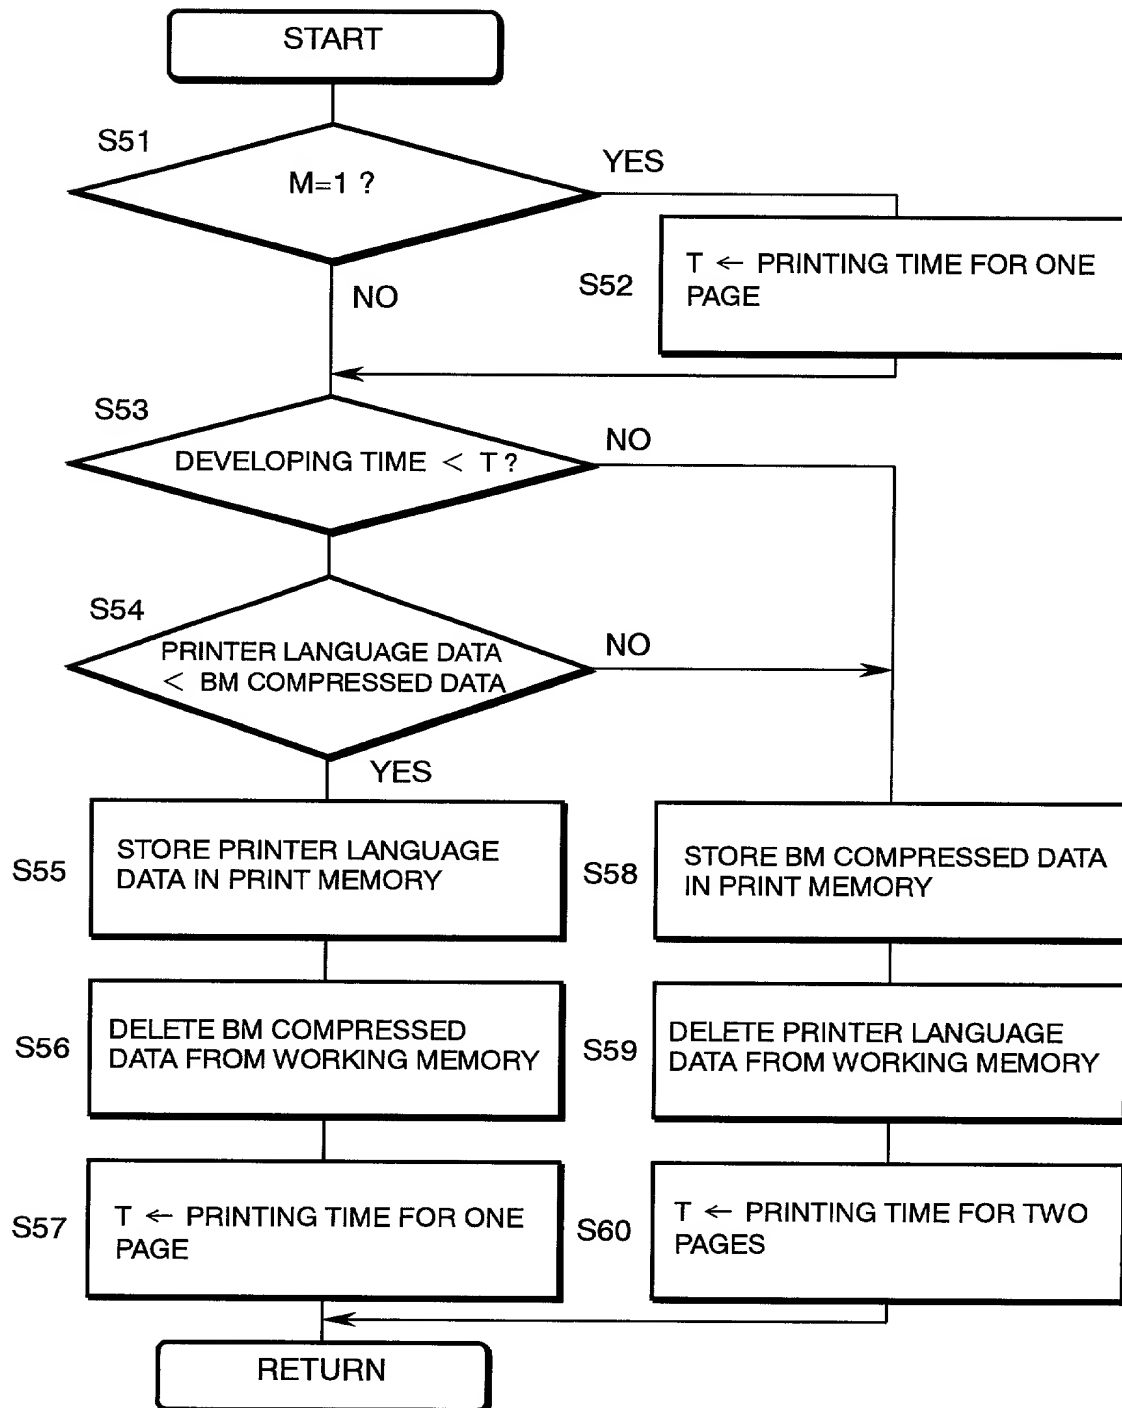 START
S51
M=1 ?
YES
S52
T ← PRINTING TIME FOR ONE
PAGE
NO
S53
DEVELOPING TIME < T ?
NO
S54
PRINTER LANGUAGE DATA
< BM COMPRESSED DATA
NO
YES
S55
STORE PRINTER LANGUAGE
DATA IN PRINT MEMORY
S58
STORE BM COMPRESSED DATA
IN PRINT MEMORY
S56
DELETE BM COMPRESSED
DATA FROM WORKING MEMORY
S59
DELETE PRINTER LANGUAGE
DATA FROM WORKING MEMORY
S57
T ← PRINTING TIME FOR ONE
PAGE
S60
T ← PRINTING TIME FOR TWO
PAGES
RETURN